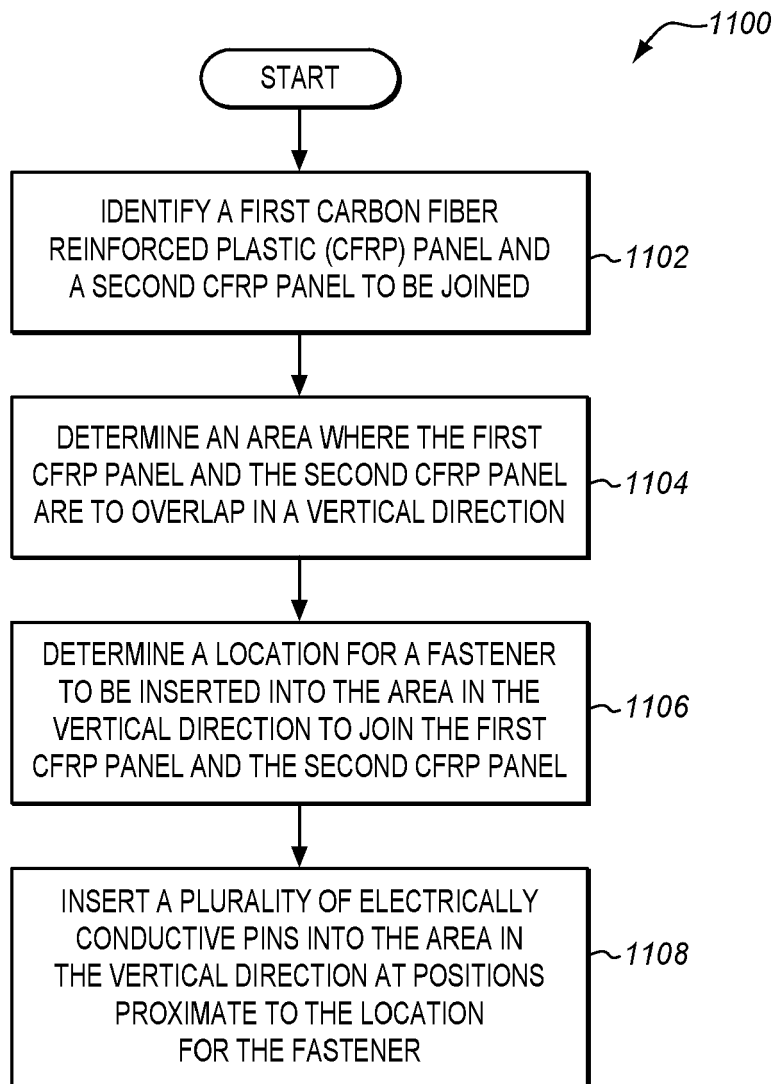 1100
START
IDENTIFY A FIRST CARBON FIBER
REINFORCED PLASTIC (CFRP) PANEL AND
A SECOND CFRP PANEL TO BE JOINED
1102
DETERMINE AN AREA WHERE THE FIRST
CFRP PANEL AND THE SECOND CFRP PANEL
ARE TO OVERLAP IN A VERTICAL DIRECTION
1104
DETERMINE A LOCATION FOR A FASTENER
TO BE INSERTED INTO THE AREA IN THE
VERTICAL DIRECTION TO JOIN THE FIRST
CFRP PANEL AND THE SECOND CFRP PANEL
1106
INSERT A PLURALITY OF ELECTRICALLY
CONDUCTIVE PINS INTO THE AREA IN
THE VERTICAL DIRECTION AT POSITIONS
PROXIMATE TO THE LOCATION
FOR THE FASTENER
1108